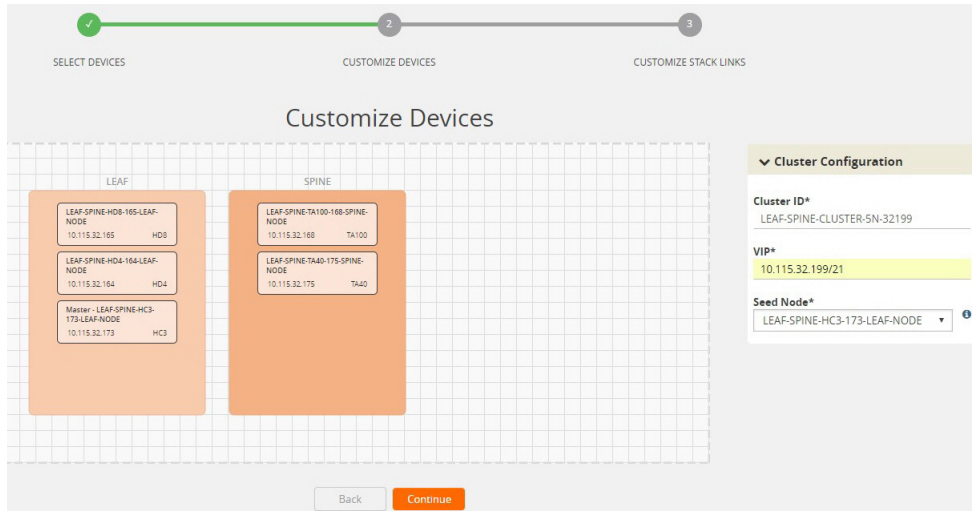 2
3
SELECT DEVICES
CUSTOMIZE DEVICES
CUSTOMIZE STACK LINKS
Customize Devices
LEAF
LEAF-SPINE-HD8-165-LEAF-
NODE
10.115.32.165 HD8
LEAF-SPINE-HD4-164-LEAF-
NODE
10.115.32.164 HD4
Master - LEAF-SPINE-HC3-
173-LEAF-NODE
10.115.32.173 HC3
SPINE
LEAF-SPINE-TA100-168-SPINE-
NODE
10.115.32.168 TA100
LEAF-SPINE-TA40-175-SPINE-
NODE
10.115.32.175 TA40
Cluster Configuration
Cluster ID*
LEAF-SPINE-CLUSTER-5N-32199
VIP*
10.115.32.199/21
Seed Node*
LEAF-SPINE-HC3-173-LEAF-NODE
Back
Continue